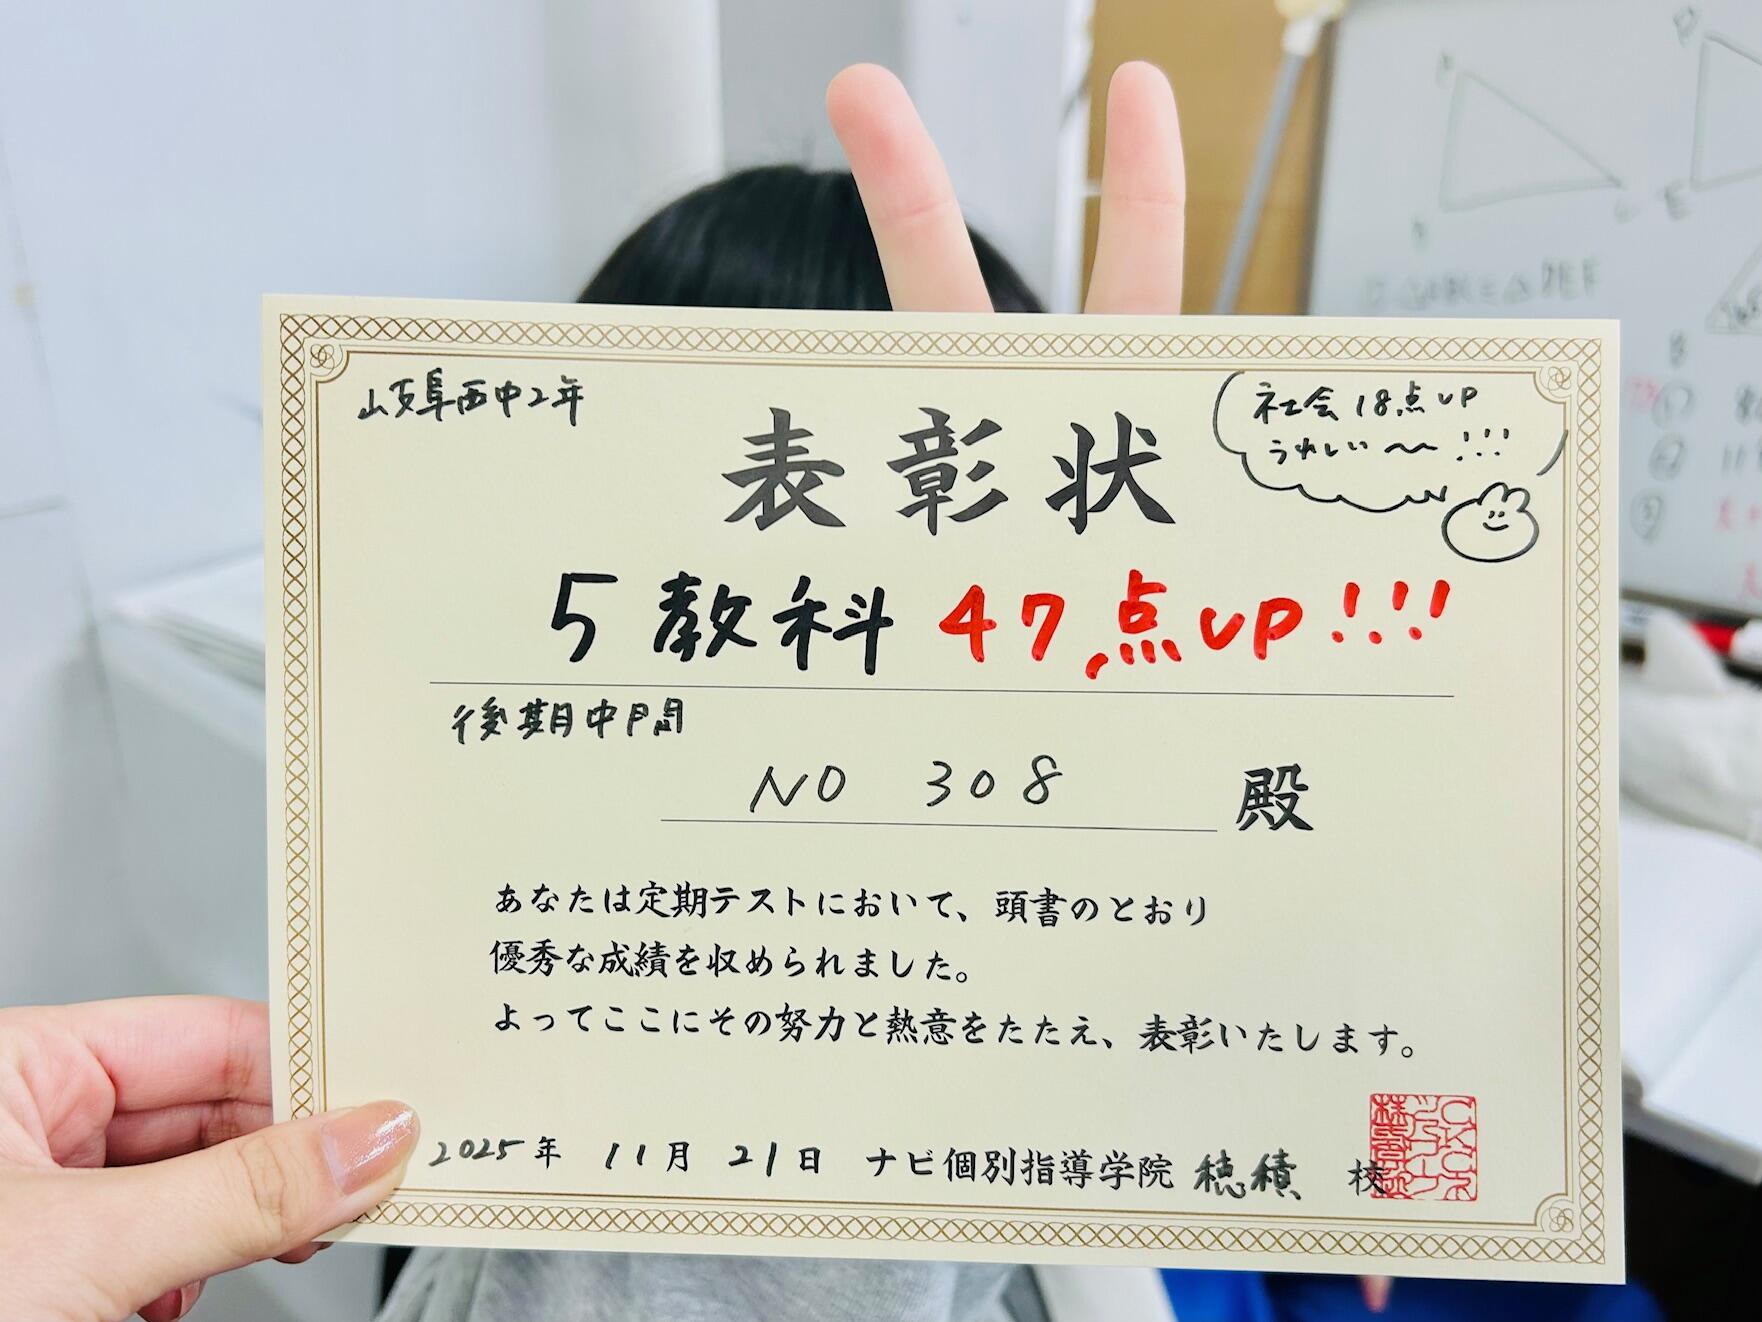 岐阜西中2年
社会18点UP
うれしい〜!!!
表彰状
5教科 47点UP!!!
後期中間
NO 308 殿
あなたは定期テストにおいて、頭書のとおり
優秀な成績を収められました。
よってここにその努力と熱意をたたえ、表彰いたします。
2025年 11月 21日 ナビ個別指導学院 穂積 校